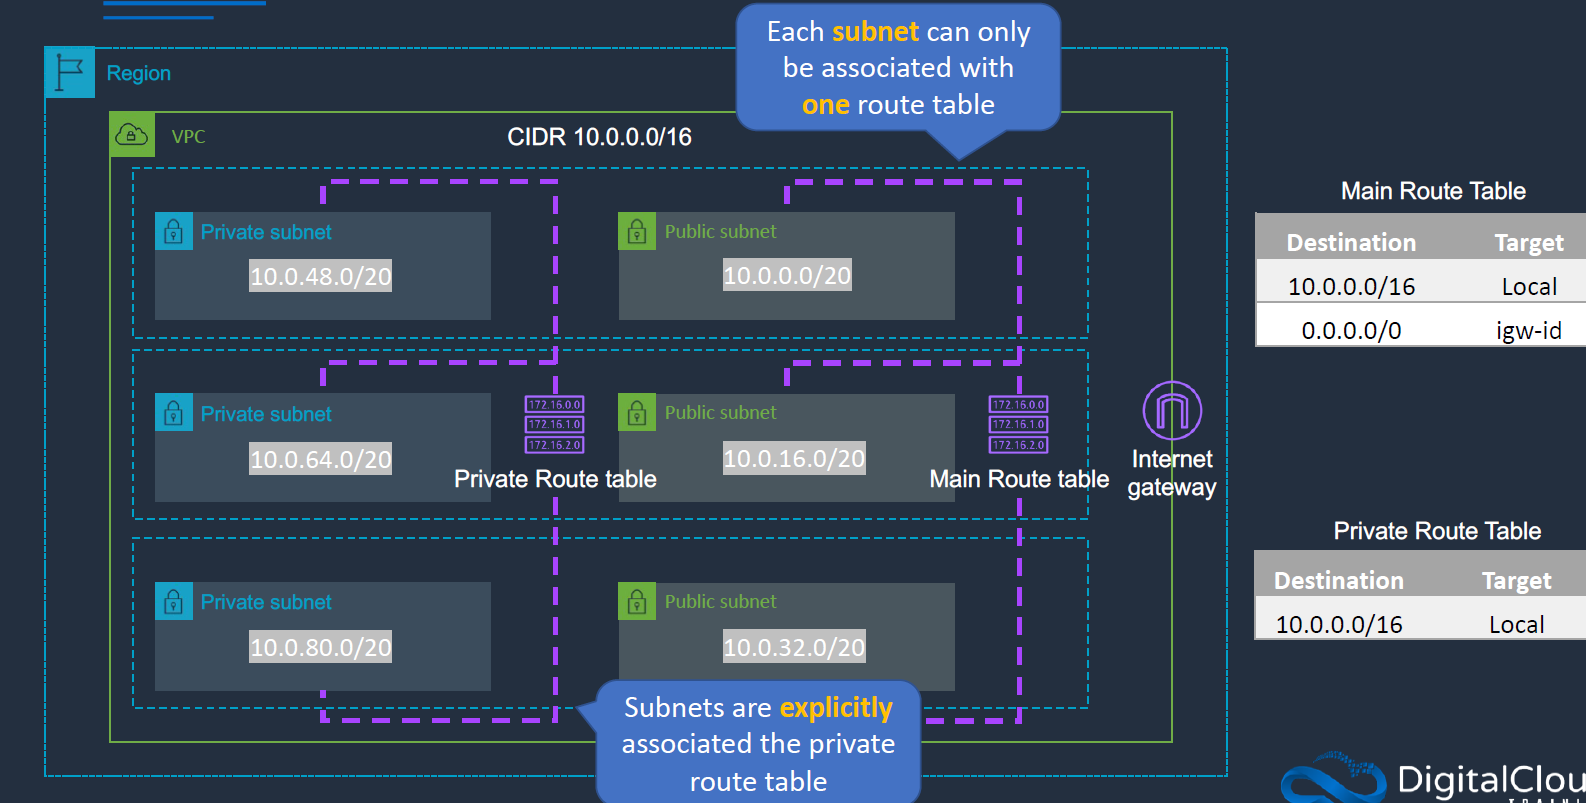 Each subnet can only
be associated with
one route table
Region
VPC
CIDR 10.0.0.0/16
Private subnet
10.0.48.0/20
Public subnet
10.0.0.0/20
Private subnet
10.0.64.0/20
172.16.0.0
172.16.1.0
172.16.2.0
Private Route table
Public subnet
10.0.16.0/20
172.16.0.0
172.16.1.0
172.16.2.0
Main Route table
Internet
gateway
Private subnet
10.0.80.0/20
Public subnet
10.0.32.0/20
Subnets are explicitly
associated the private
route table
Main Route Table
Destination Target
10.0.0.0/16 Local
0.0.0.0/0 igw-id
Private Route Table
Destination Target
10.0.0.0/16 Local
DigitalClou